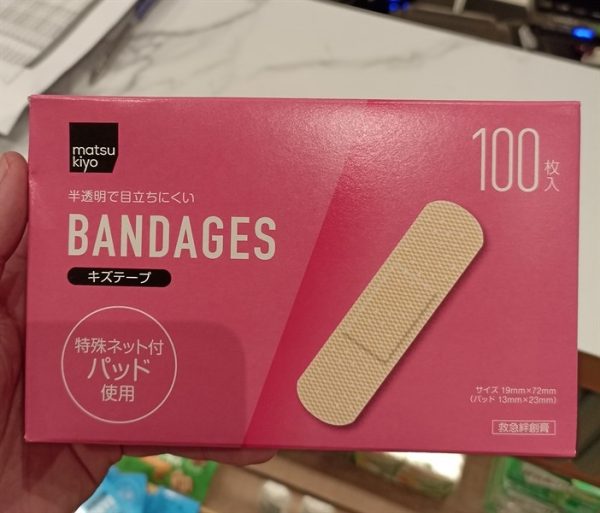 matsu
kiyo
100枚入
半透明で目立ちにくい
BANDAGES
キズテープ
特殊ネット付
パッド
使用
サイズ 19mm×72mm
(パッド 13mm×23mm)
救急絆創膏